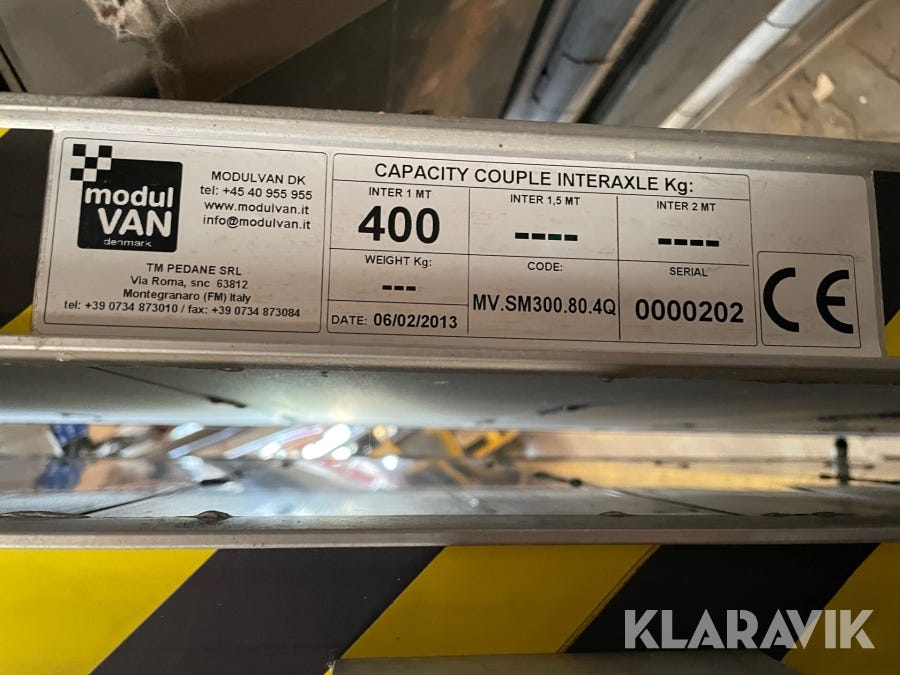 modul
VAN
denmark
MODULVAN DK
tel: +45 40 955 955
www.modulvan.it
info@modulvan.it
TM PEDANE SRL
Via Roma, snc 63812
Montegranaro (FM) Italy
tel: +39 0734 873010 / fax: +39 0734 873084
CAPACITY COUPLE INTERAXLE Kg:
INTER 1 MT
400
INTER 1,5 MT
----
INTER 2 MT
----
WEIGHT Kg:
---
DATE: 06/02/2013
CODE:
MV.SM300.80.4Q
SERIAL
0000202
CE
KLARAVIK